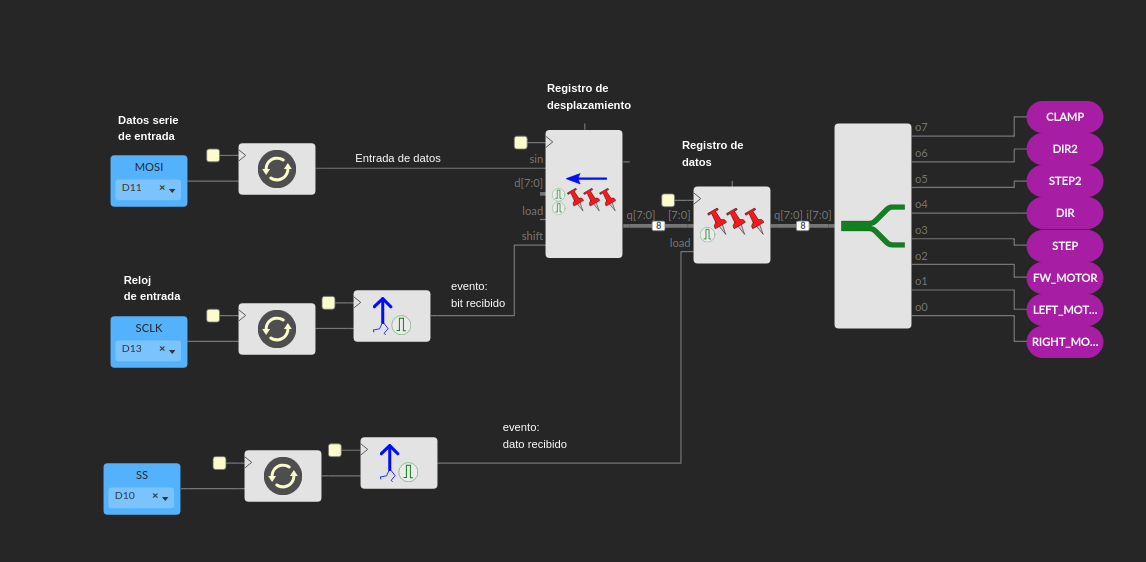 Datos serie
de entrada
MOSI
D11
Entrada de datos
Registro de
desplazamiento
sin
d[7:0]
load
shift
q[7:0]
8
Registro de
datos
[7:0]
load
q[7:0]
8
i[7:0]
o7
o6
o5
o4
o3
o2
o1
o0
CLAMP
DIR2
STEP2
DIR
STEP
FW_MOTOR
LEFT_MOT...
RIGHT_MO...
Reloj
de entrada
SCLK
D13
evento:
bit recibido
SS
D10
evento:
dato recibido